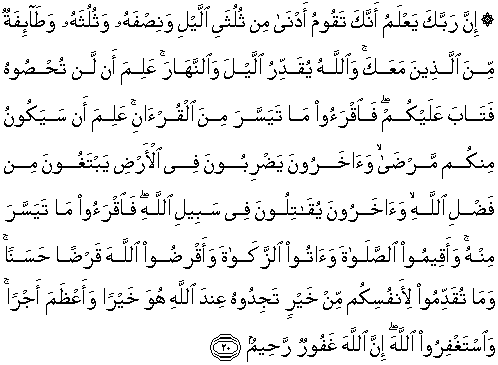 ۞ إِنَّ رَبَّكَ يَعۡلَمُ أَنَّكَ تَقُومُ أَدۡنَىٰ مِن ثُلُثَيِ ٱلَّيۡلِ وَنِصۡفَهُۥ وَثُلُثَهُۥ وَطَآئِفَةٌ
مِّنَ ٱلَّذِينَ مَعَكَۚ وَٱللَّهُ يُقَدِّرُ ٱلَّيۡلَ وَٱلنَّهَارَۚ عَلِمَ أَن لَّن تُحۡصُوهُ
فَتَابَ عَلَيۡكُمۡۖ فَٱقۡرَءُواْ مَا تَيَسَّرَ مِنَ ٱلۡقُرۡءَانِۚ عَلِمَ أَن سَيَكُونُ
مِنكُم مَّرۡضَىٰ وَءَاخَرُونَ يَضۡرِبُونَ فِي ٱلۡأَرۡضِ يَبۡتَغُونَ مِن
فَضۡلِ ٱللَّهِ وَءَاخَرُونَ يُقَٰتِلُونَ فِي سَبِيلِ ٱللَّهِۖ فَٱقۡرَءُواْ مَا تَيَسَّرَ
مِنۡهُۚ وَأَقِيمُواْ ٱلصَّلَوٰةَ وَءَاتُواْ ٱلزَّكَوٰةَ وَأَقۡرِضُواْ ٱللَّهَ قَرۡضًا حَسَنٗاۚ
وَمَا تُقَدِّمُواْ لِأَنفُسِكُم مِّنۡ خَيۡرٖ تَجِدُوهُ عِندَ ٱللَّهِ هُوَ خَيۡرٗا وَأَعۡظَمَ أَجۡرٗاۚ
وَٱسۡتَغۡفِرُواْ ٱللَّهَۖ إِنَّ ٱللَّهَ غَفُورٞ رَّحِيمُۢ ٢٠